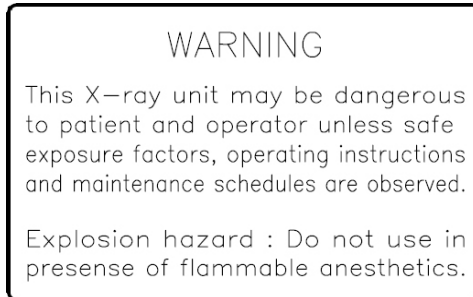 WARNING
This X-ray unit may be dangerous
to patient and operator unless safe
exposure factors, operating instructions
and maintenance schedules are observed.
Explosion hazard : Do not use in
presense of flammable anesthetics.